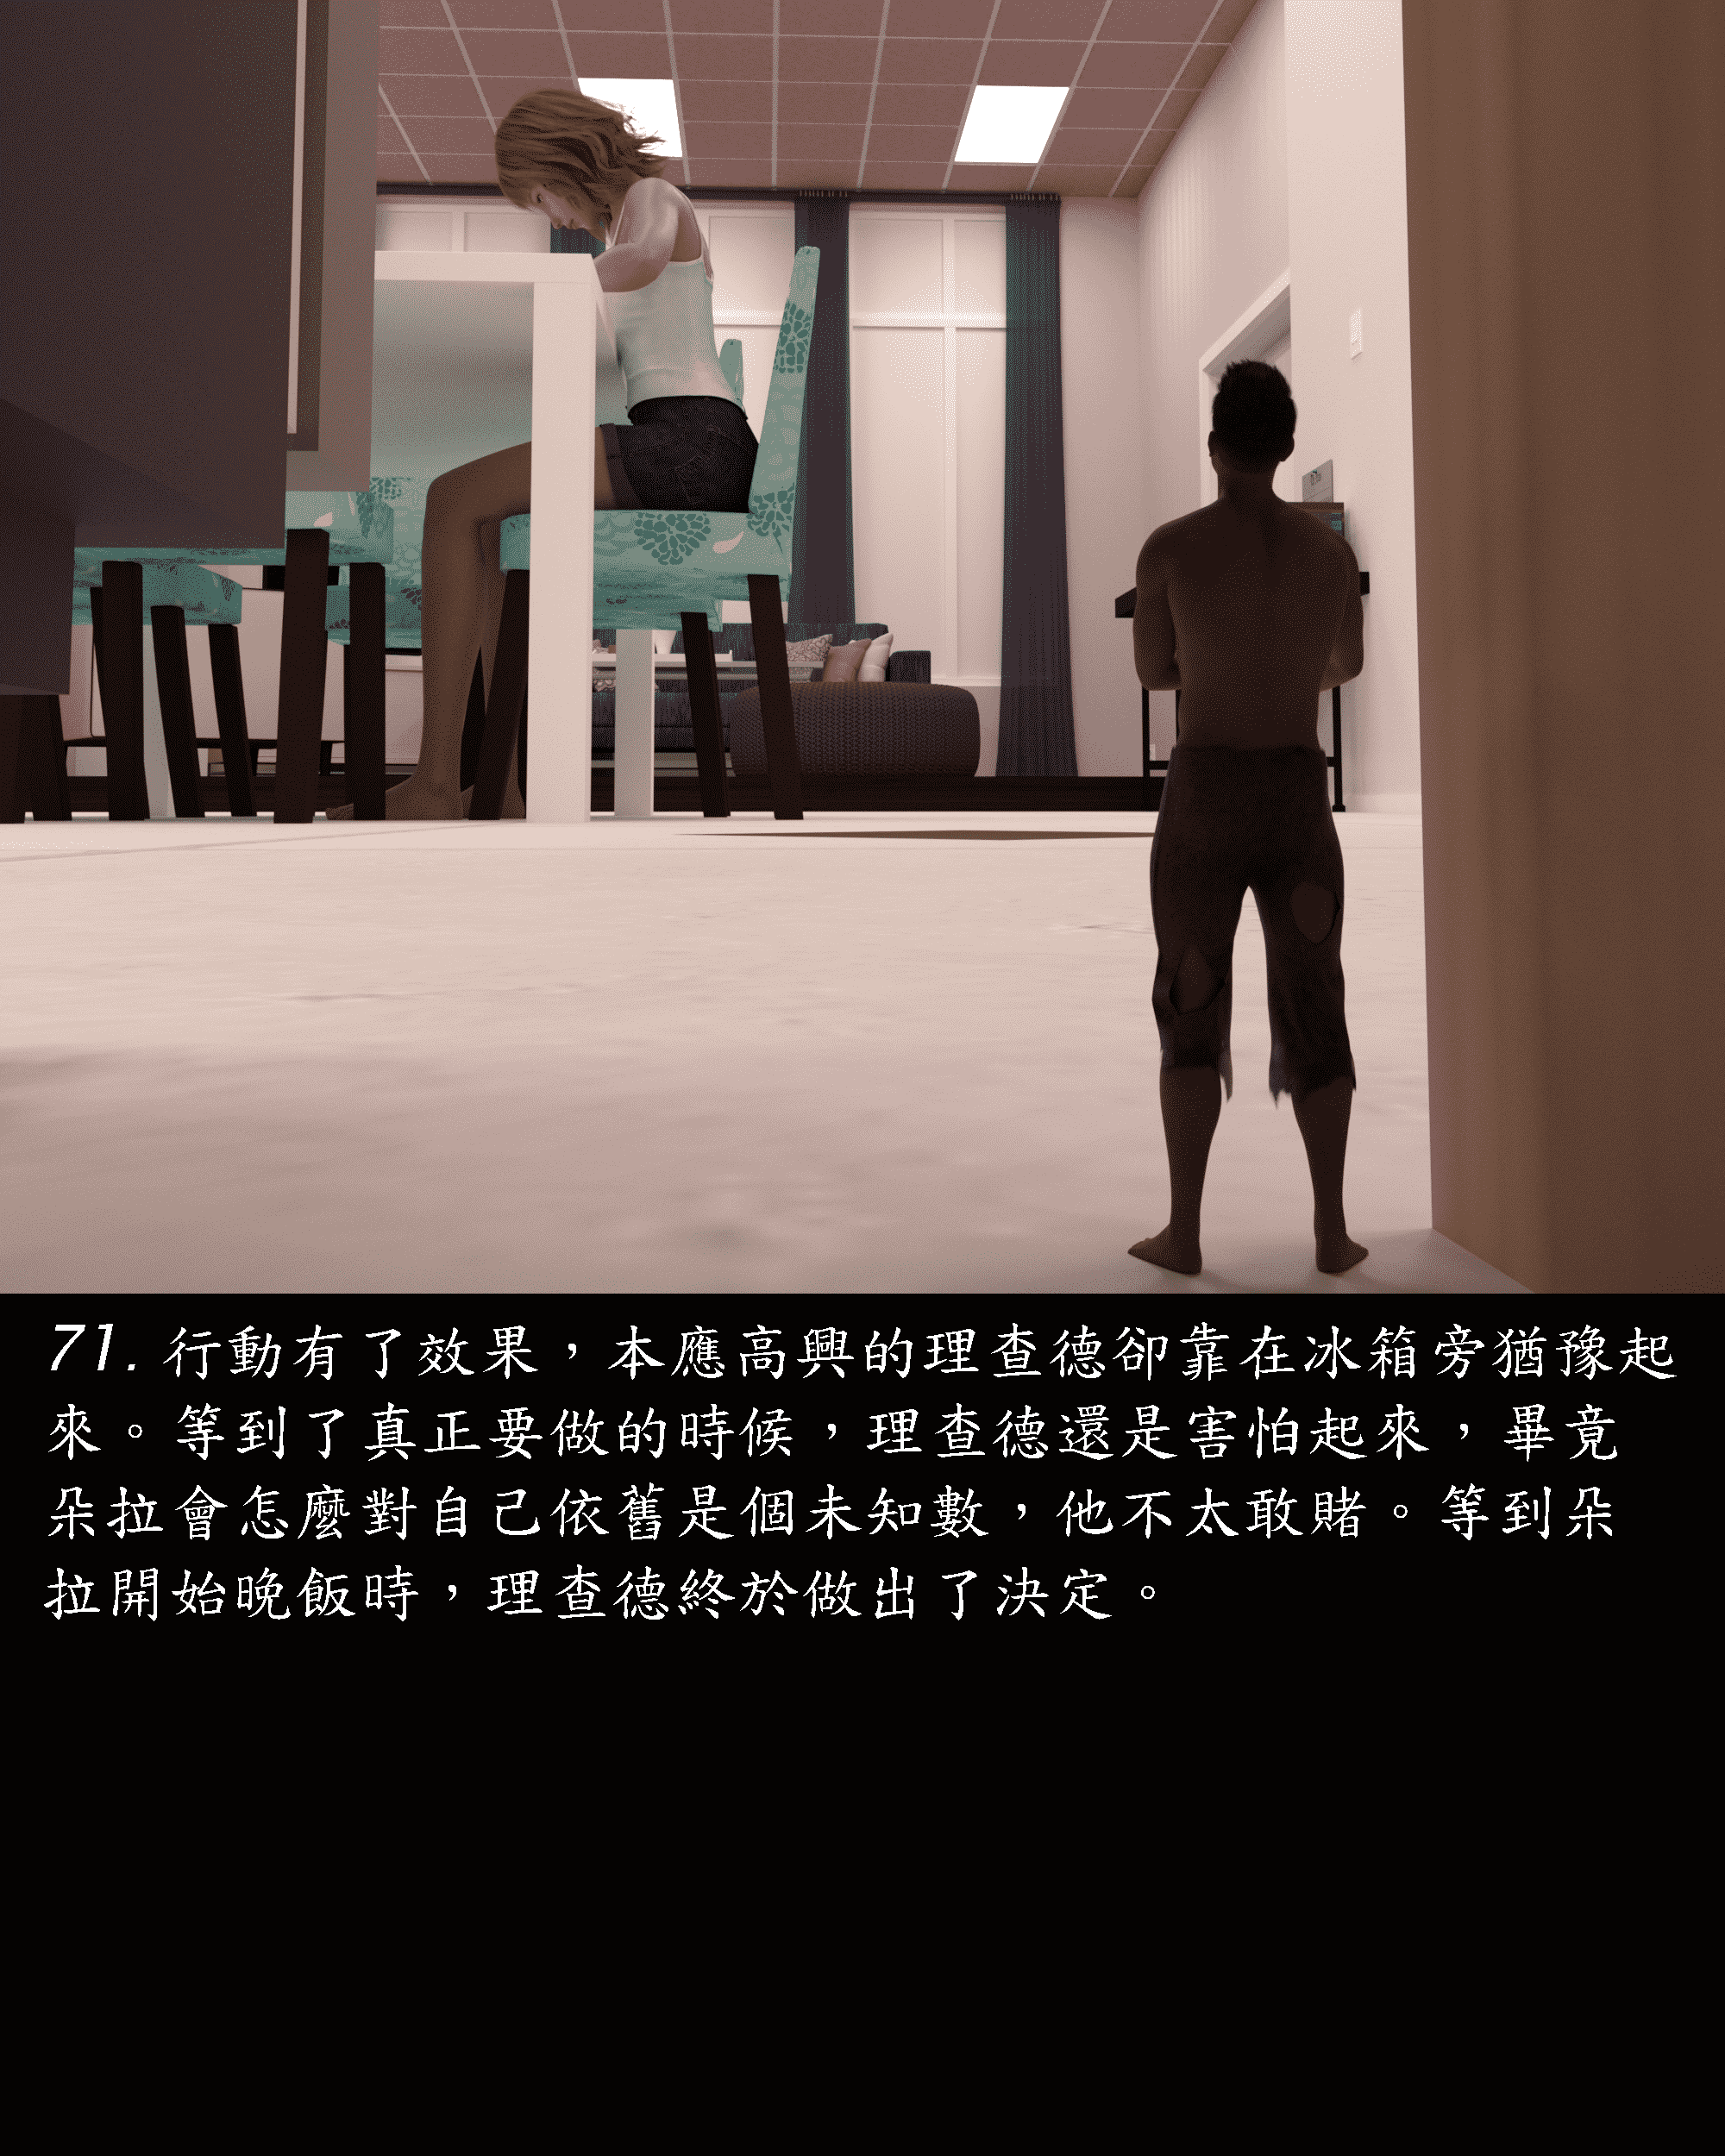 71. 行動有了效果，本應高興的理查德卻靠在冰箱旁猶豫起
來。等到了真正要做的時候，理查德還是害怕起來，畢竟
朵拉會怎麼對自己依舊是個未知數，他不太敢賭。等到朵
拉開始晚飯時，理查德終於做出了決定。